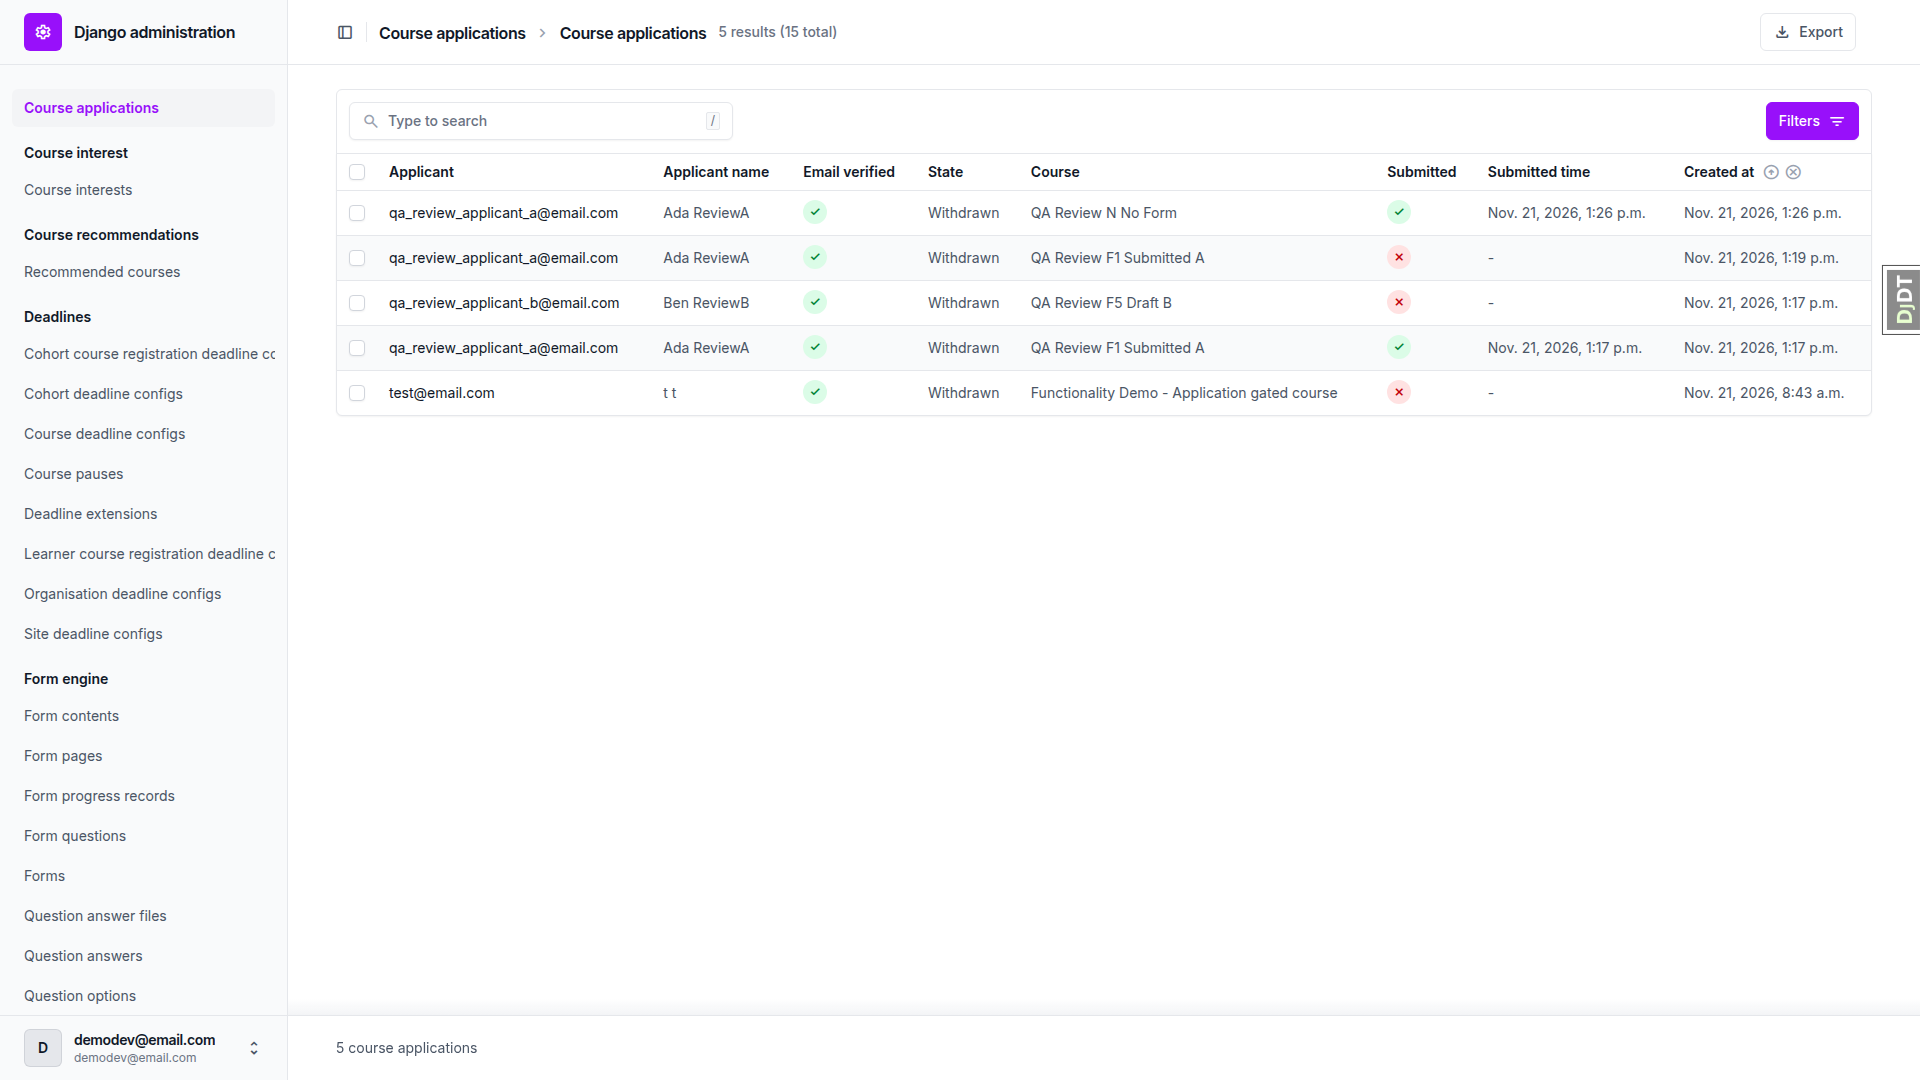 Django administration
Course applications
Course interest
Course interests
Course recommendations
Recommended courses
Deadlines
Cohort course registration deadline cc
Cohort deadline configs
Course deadline configs
Course pauses
Deadline extensions
Learner course registration deadline c
Organisation deadline configs
Site deadline configs
Form engine
Form contents
Form pages
Form progress records
Form questions
Forms
Question answer files
Question answers
Question options
D demodev@email.com
demodev@email.com
Course applications > Course applications 5 results (15 total)
Export
Type to search /
Filters
Applicant Applicant name Email verified State Course Submitted Submitted time Created at
qa_review_applicant_a@email.com Ada ReviewA Withdrawn QA Review N No Form Nov. 21, 2026, 1:26 p.m. Nov. 21, 2026, 1:26 p.m.
qa_review_applicant_a@email.com Ada ReviewA Withdrawn QA Review F1 Submitted A - Nov. 21, 2026, 1:19 p.m.
qa_review_applicant_b@email.com Ben ReviewB Withdrawn QA Review F5 Draft B - Nov. 21, 2026, 1:17 p.m.
qa_review_applicant_a@email.com Ada ReviewA Withdrawn QA Review F1 Submitted A Nov. 21, 2026, 1:17 p.m. Nov. 21, 2026, 1:17 p.m.
test@email.com t t Withdrawn Functionality Demo - Application gated course - Nov. 21, 2026, 8:43 a.m.
DJDT
5 course applications